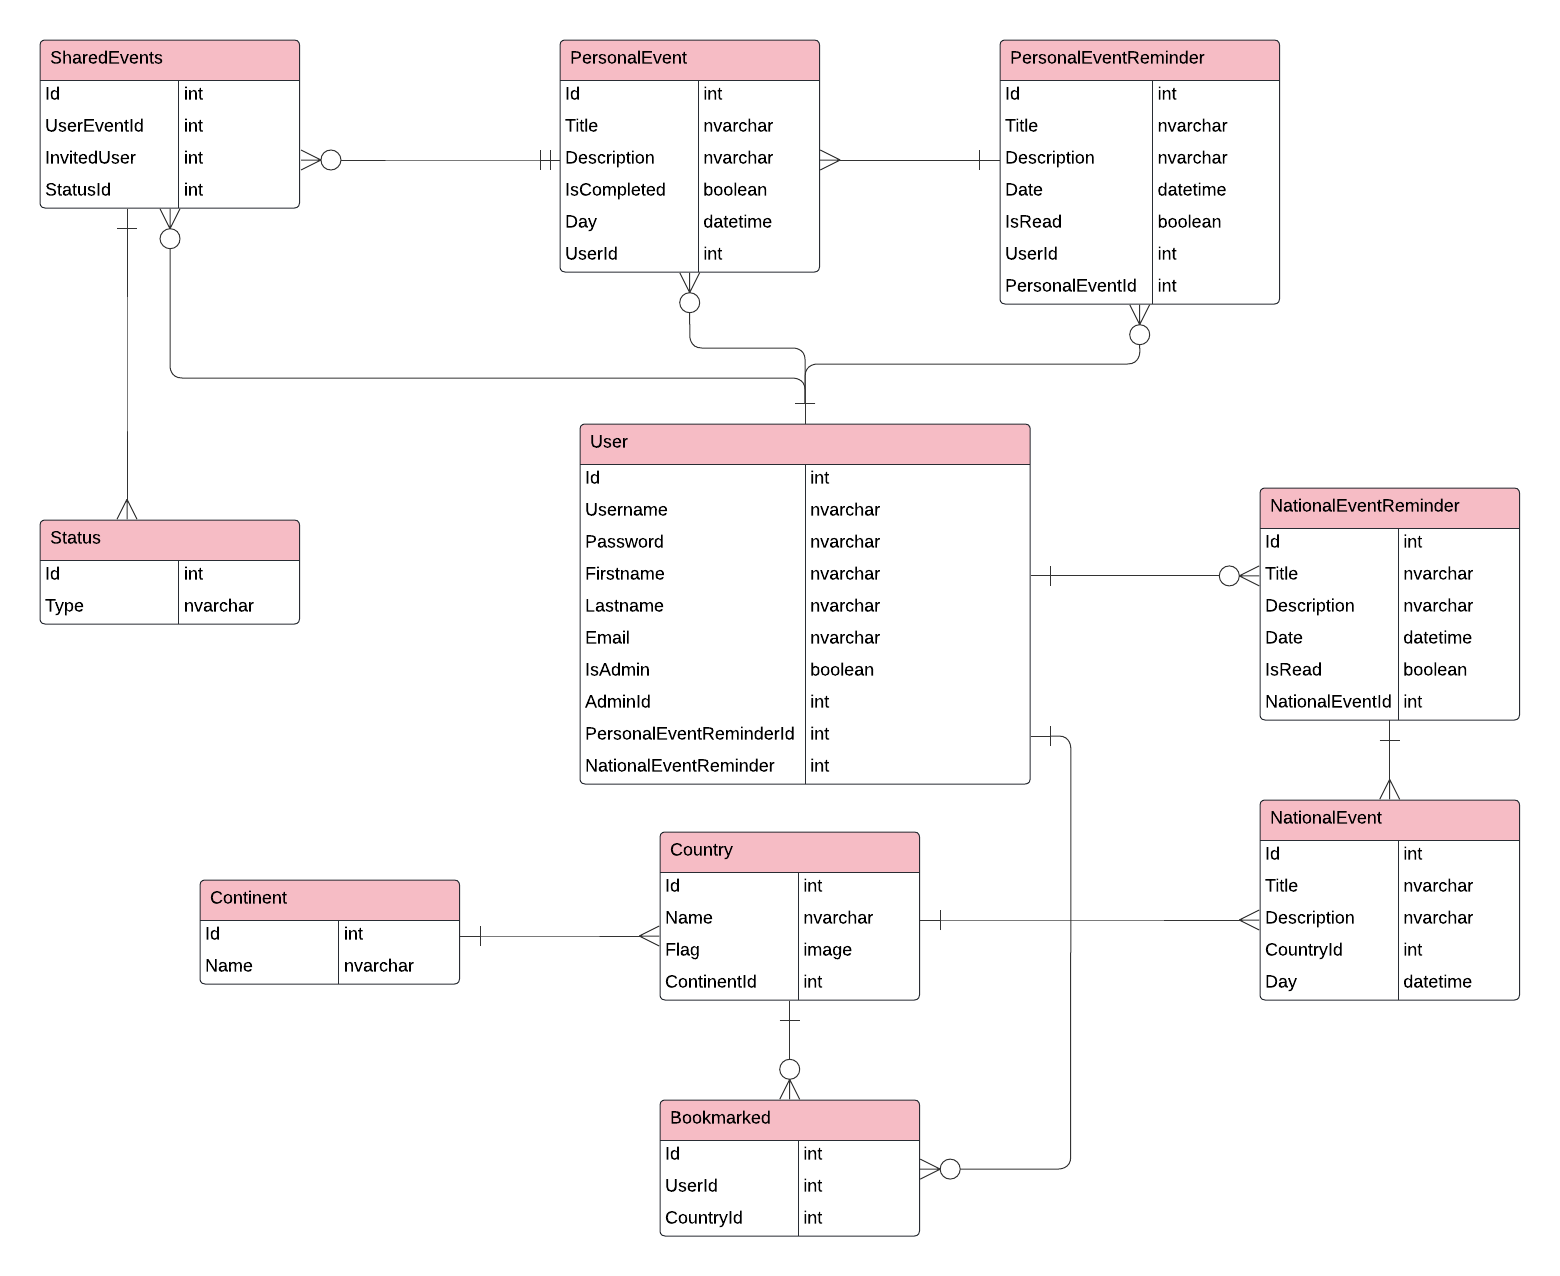 SharedEvents
Id int
UserEventId int
InvitedUser int
StatusId int
PersonalEvent
Id int
Title nvarchar
Description nvarchar
IsCompleted boolean
Day datetime
UserId int
PersonalEventReminder
Id int
Title nvarchar
Description nvarchar
Date datetime
IsRead boolean
UserId int
PersonalEventId int
User
Id int
Username nvarchar
Password nvarchar
Firstname nvarchar
Lastname nvarchar
Email nvarchar
IsAdmin boolean
AdminId int
PersonalEventReminderId int
NationalEventReminder int
NationalEventReminder
Id int
Title nvarchar
Description nvarchar
Date datetime
IsRead boolean
NationalEventId int
Status
Id int
Type nvarchar
NationalEvent
Id int
Title nvarchar
Description nvarchar
CountryId int
Day datetime
Country
Id int
Name nvarchar
Flag image
ContinentId int
Continent
Id int
Name nvarchar
Bookmarked
Id int
UserId int
CountryId int